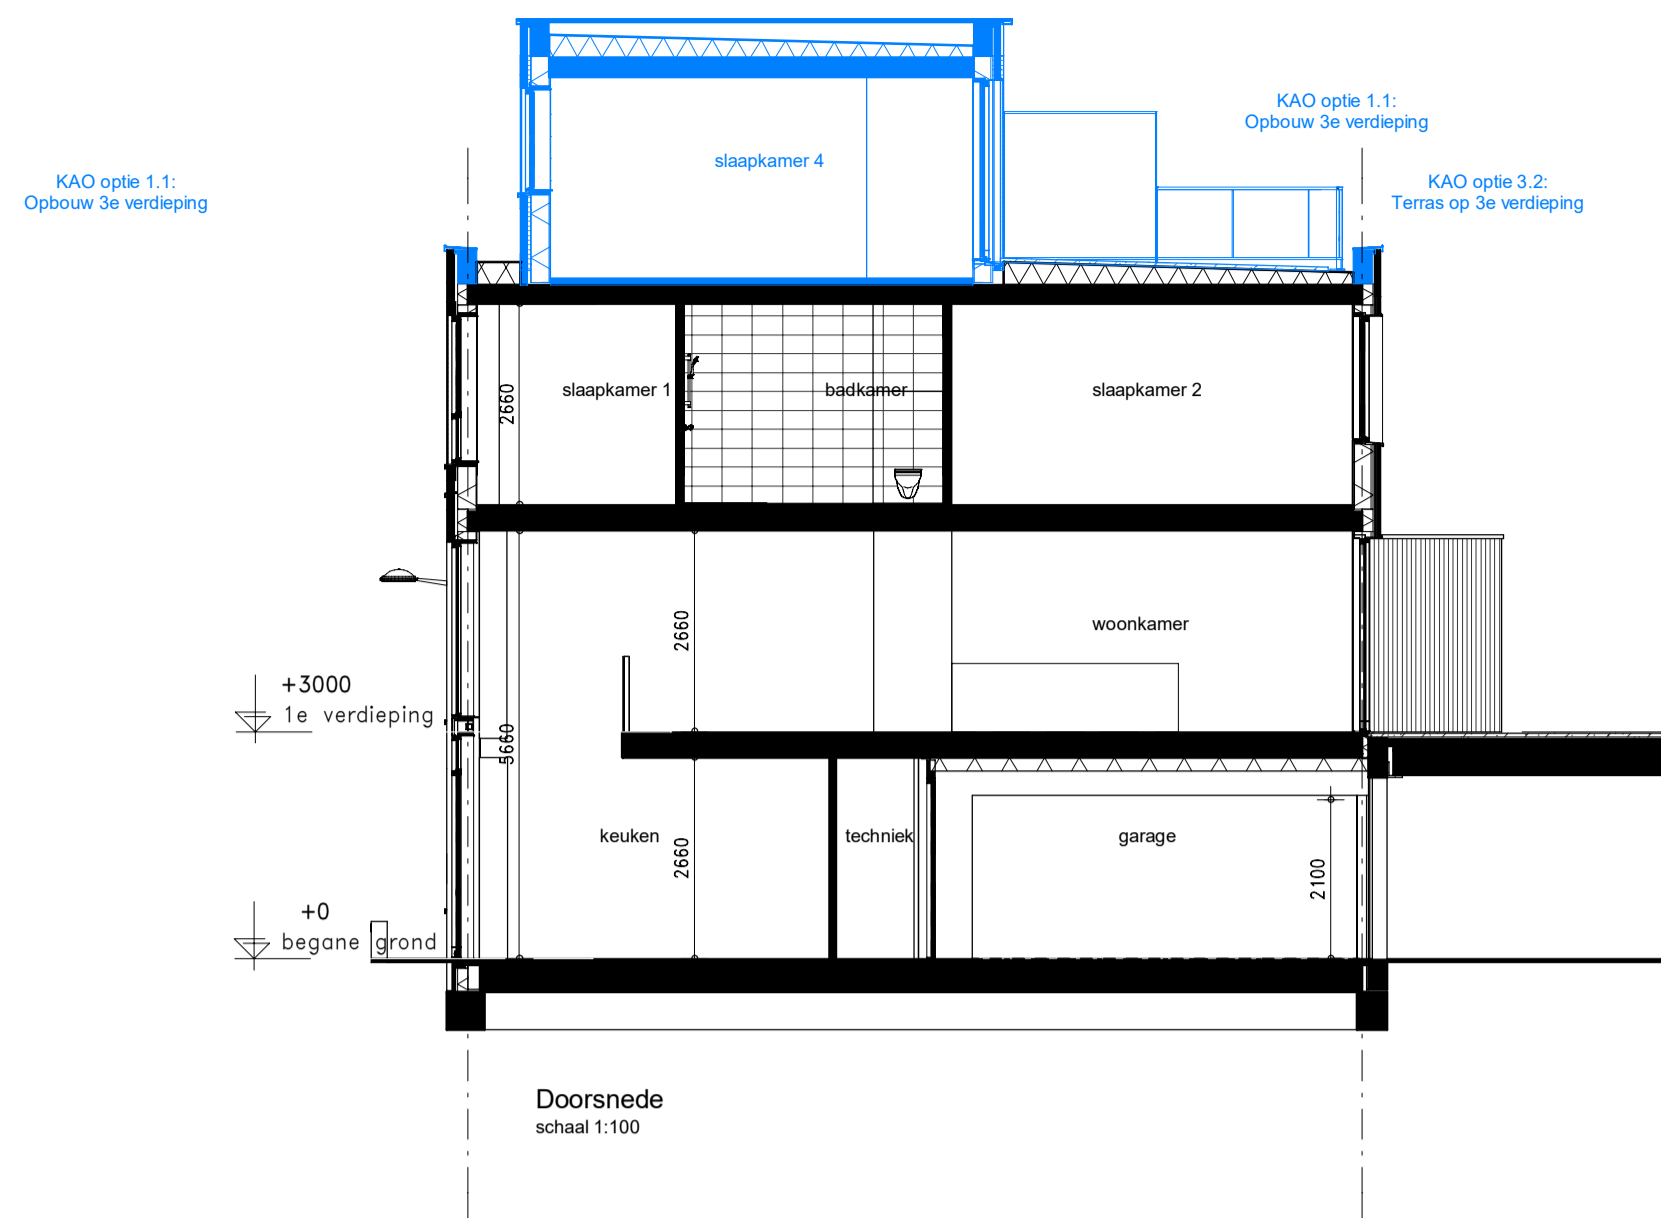 KAO optie 1.1:
Opbouw 3e verdieping
slaapkamer 4
KAO optie 1.1:
Opbouw 3e verdieping
KAO optie 3.2:
Terras op 3e verdieping
2660
slaapkamer 1
badkamer
slaapkamer 2
2660
woonkamer
+3000
1e verdieping
5660
keuken
2660
techniek
garage
2100
+0
begane grond
Doorsnede
schaal 1:100